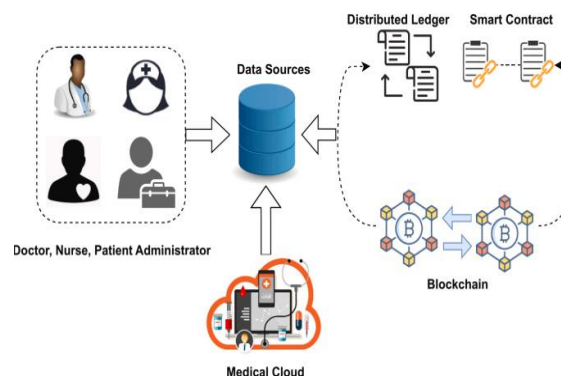 Distributed Ledger
Smart Contract
Data Sources
Doctor, Nurse, Patient Administrator
Blockchain
Medical Cloud